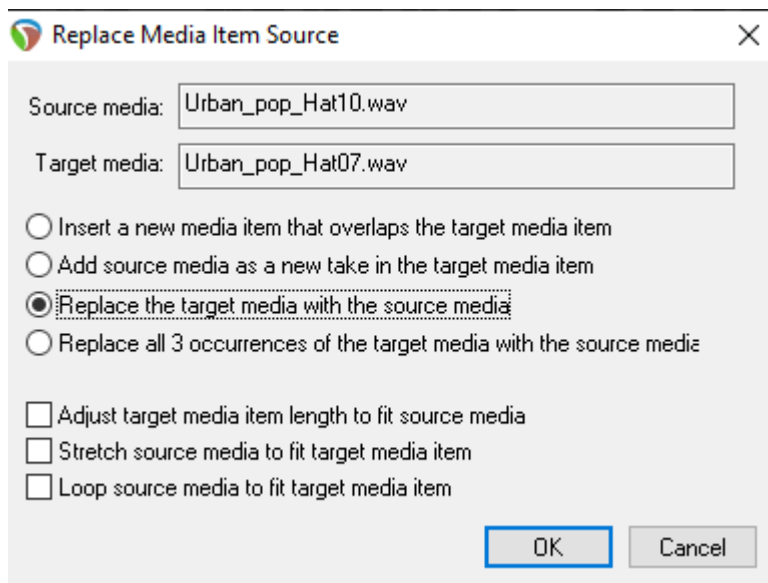 Replace Media Item Source
Source media: Urban_pop_Hat10.wav
Target media: Urban_pop_Hat07.wav
Insert a new media item that overlaps the target media item
Add source media as a new take in the target media item
Replace the target media with the source media
Replace all 3 occurrences of the target media with the source media
Adjust target media item length to fit source media
Stretch source media to fit target media item
Loop source media to fit target media item
OK Cancel